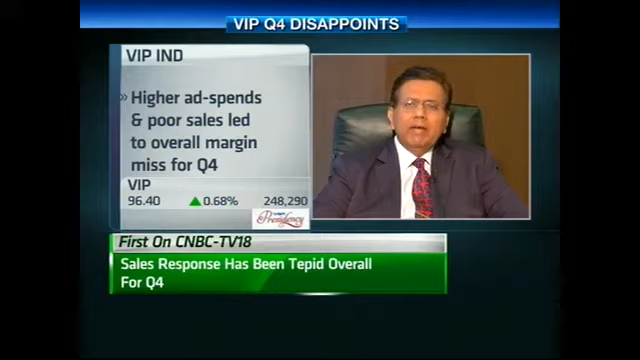 VIP Q4 DISAPPOINTS
VIP IND
» Higher ad-spends
& poor sales led
to overall margin
miss for Q4
VIP
96.40 ▲ 0.68% 248,290
Presidency
First On CNBC-TV18
Sales Response Has Been Tepid Overall
For Q4